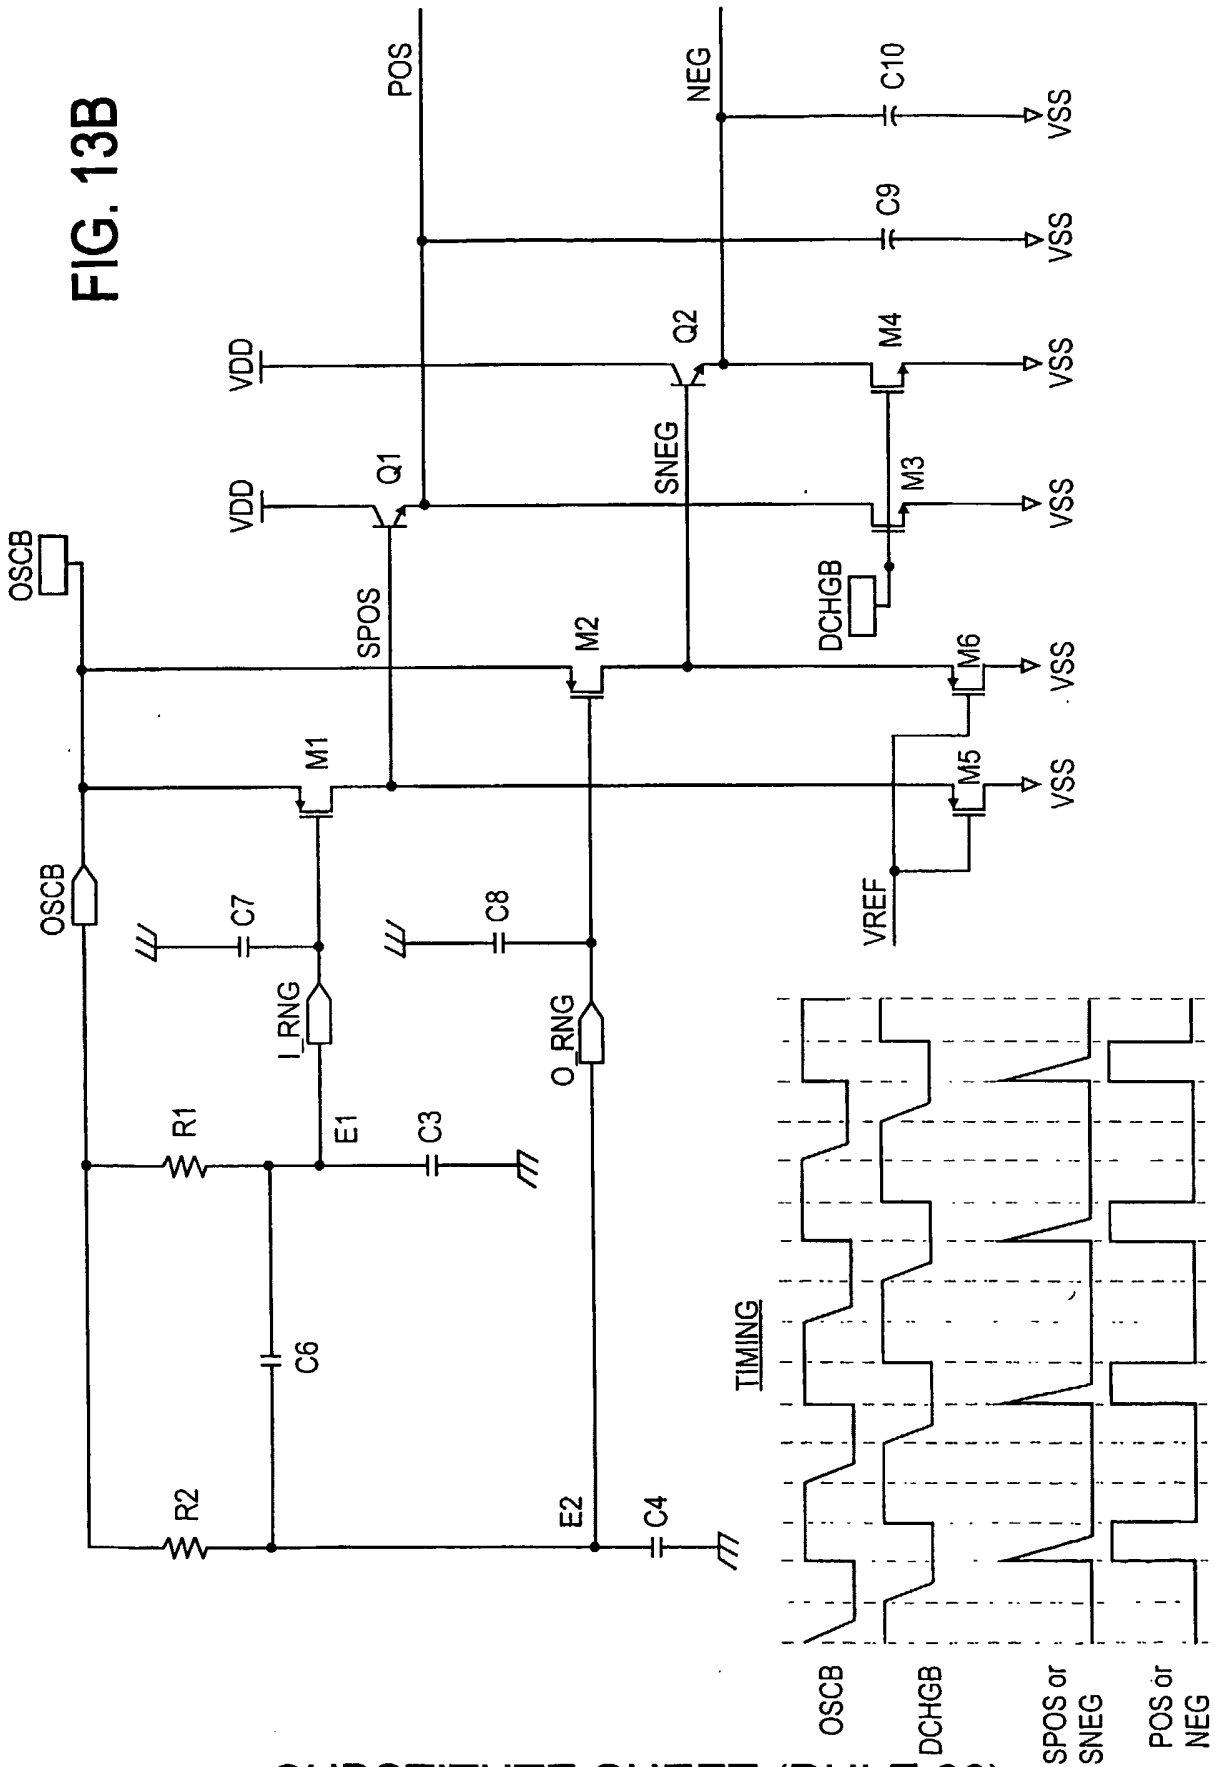 FIG. 13B
OSCB
OSCB
POS
NEG
VDD
VDD
Q1
Q2
SPOS
SNEG
M1
M2
M3
M4
M5
M6
DCHGB
C9
C10
VSS
VSS
VSS
VSS
VSS
VSS
VREF
C7
C8
I_RNG
O_RNG
R1
R2
E1
E2
C3
C4
C6
TIMING
OSCB
DCHGB
SPOS or
SNEG
POS or
NEG